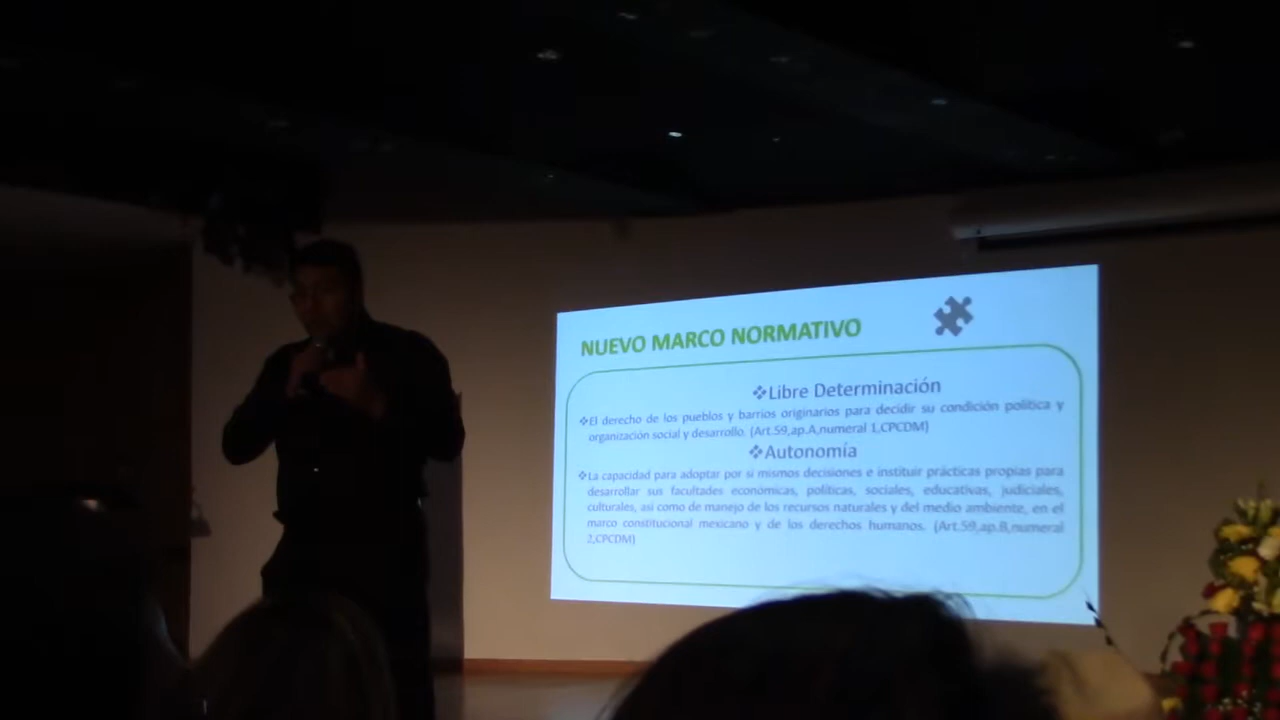 NUEVO MARCO NORMATIVO
❖Libre Determinación
❖El derecho de los pueblos y barrios originarios para decidir su condición política y
organización social y desarrollo. (Art.59,ap.A,numeral 1,CPCDM)
❖Autonomía
❖La capacidad para adoptar por si mismos decisiones e instituir prácticas propias para
desarrollar sus facultades económicas, políticas, sociales, educativas, judiciales,
culturales, asi como de manejo de los recursos naturales y del medio ambiente, en el
marco constitucional mexicano y de los derechos humanos. (Art.59,ap.B,numeral
2,CPCDM)